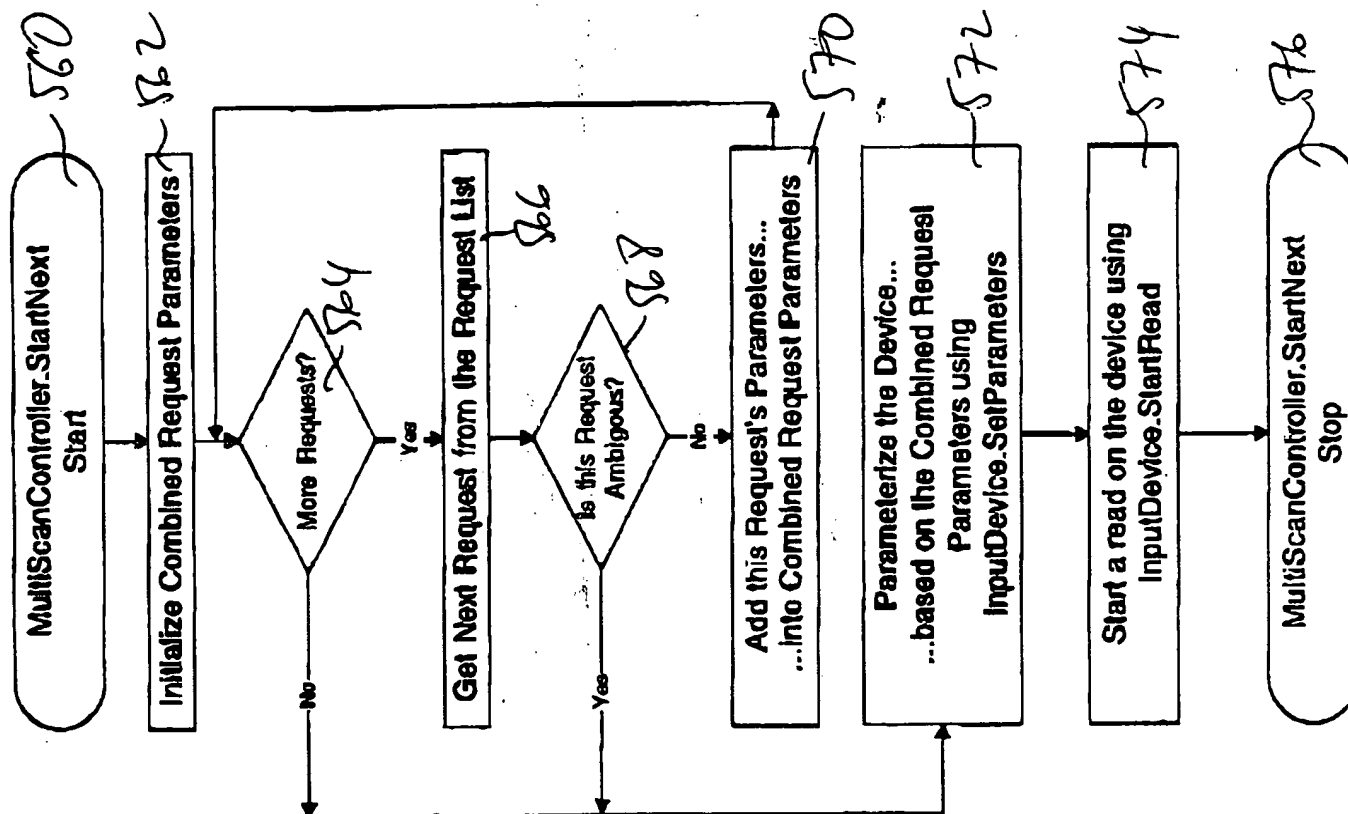 MultiScanController.StartNext
Start
560
Initialize Combined Request Parameters
562
More Requests?
564
No
Yes
Get Next Request from the Request List
566
Is this Request
Ambigous?
568
Yes
No
Add this Request's Parameters...
...into Combined Request Parameters
570
Parameterize the Device...
...based on the Combined Request
Parameters using
InputDevice.SetParameters
572
Start a read on the device using
InputDevice.StartRead
574
MultiScanController.StartNext
Stop
576